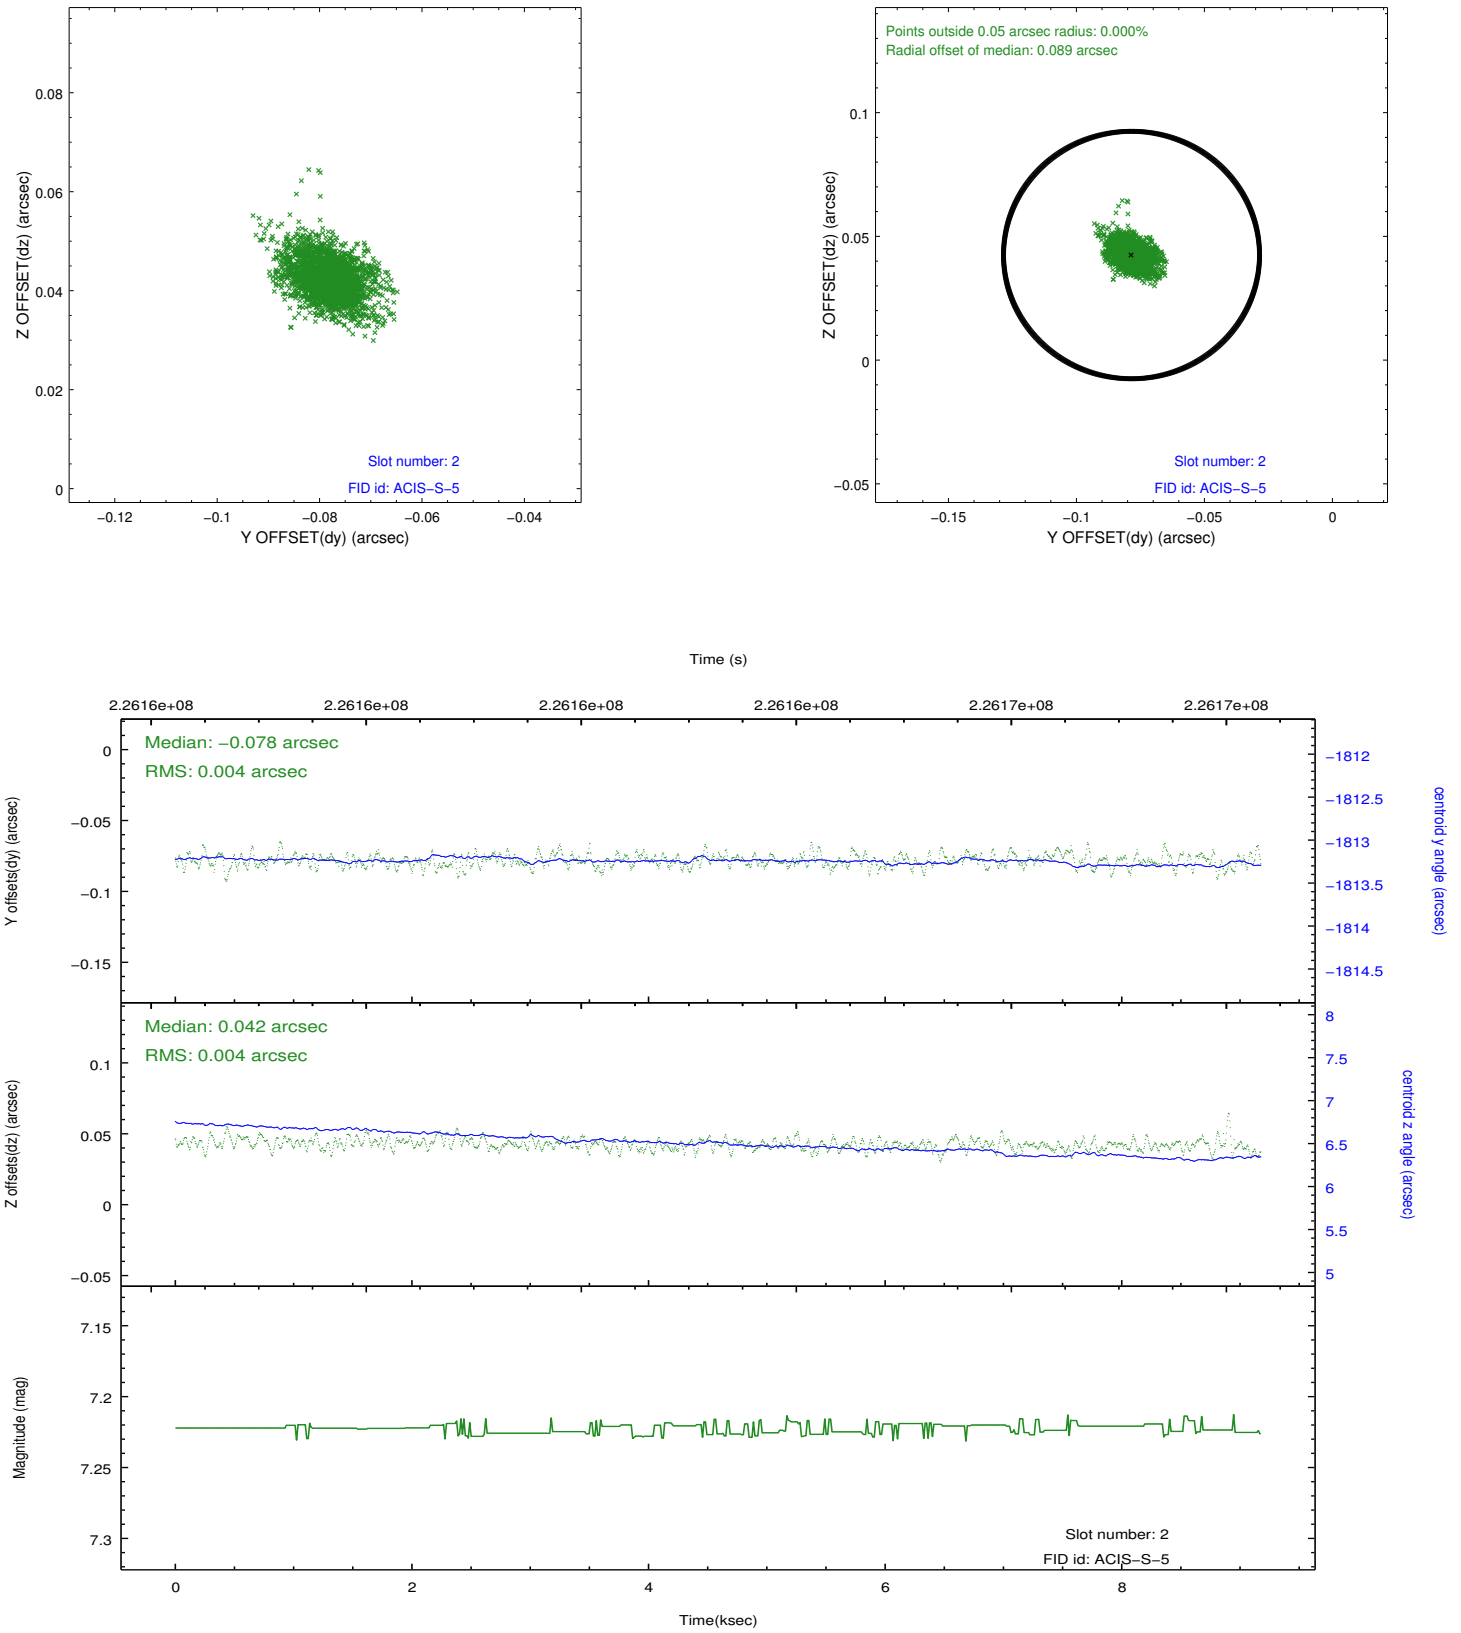 0.08
0.06
0.04
0.02
0
Z OFFSET(dz) (arcsec)
Slot number: 2
FID id: ACIS−S−5
−0.12
−0.1
−0.08
−0.06
−0.04
Y OFFSET(dy) (arcsec)
Points outside 0.05 arcsec radius: 0.000%
Radial offset of median: 0.089 arcsec
0.1
0.05
0
−0.05
Z OFFSET(dz) (arcsec)
Slot number: 2
FID id: ACIS−S−5
−0.15
−0.1
−0.05
0
Y OFFSET(dy) (arcsec)
Time (s)
2.2616e+08
2.2616e+08
2.2616e+08
2.2616e+08
2.2617e+08
2.2617e+08
Median: −0.078 arcsec
RMS: 0.004 arcsec
0
−0.05
−0.1
−0.15
Y offsets(dy) (arcsec)
−1812
−1812.5
−1813
−1813.5
−1814
−1814.5
centroid y angle (arcsec)
Median: 0.042 arcsec
RMS: 0.004 arcsec
0.1
0.05
0
−0.05
Z offsets(dz) (arcsec)
8
7.5
7
6.5
6
5.5
5
centroid z angle (arcsec)
7.15
7.2
7.25
7.3
Magnitude (mag)
Slot number: 2
FID id: ACIS−S−5
0
2
4
6
8
Time(ksec)